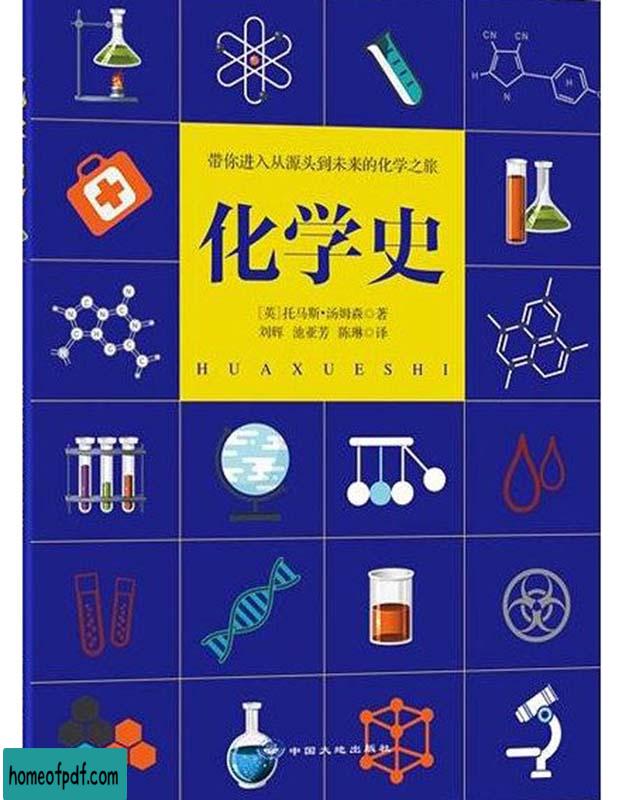 CN
CN
H
N
H
带你进入从源头到未来的化学之旅
化学史
[英]托马斯·汤姆森◎著
刘辉 池亚芳 陈琳◎译
HUAXUESHI
中国大地出版社
homeofpdf.com